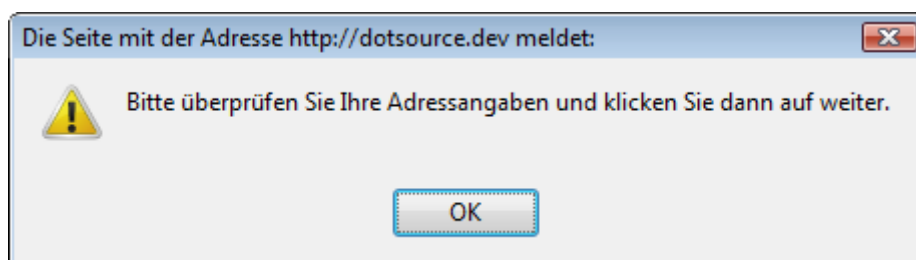 Die Seite mit der Adresse http://dotsource.dev meldet:
Bitte überprüfen Sie Ihre Adressangaben und klicken Sie dann auf weiter.
OK